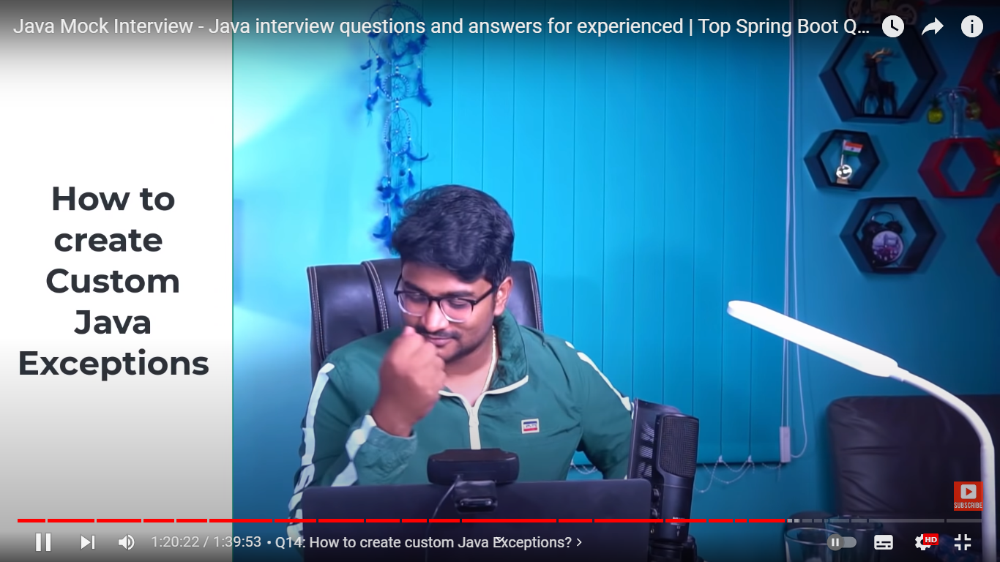 Java Mock Interview - Java interview questions and answers for experienced | Top Spring Boot Q...
How to
create
Custom
Java
Exceptions
SUBSCRIBE
1:20:22 / 1:39:53 • Q14: How to create custom Java Exceptions?
HD